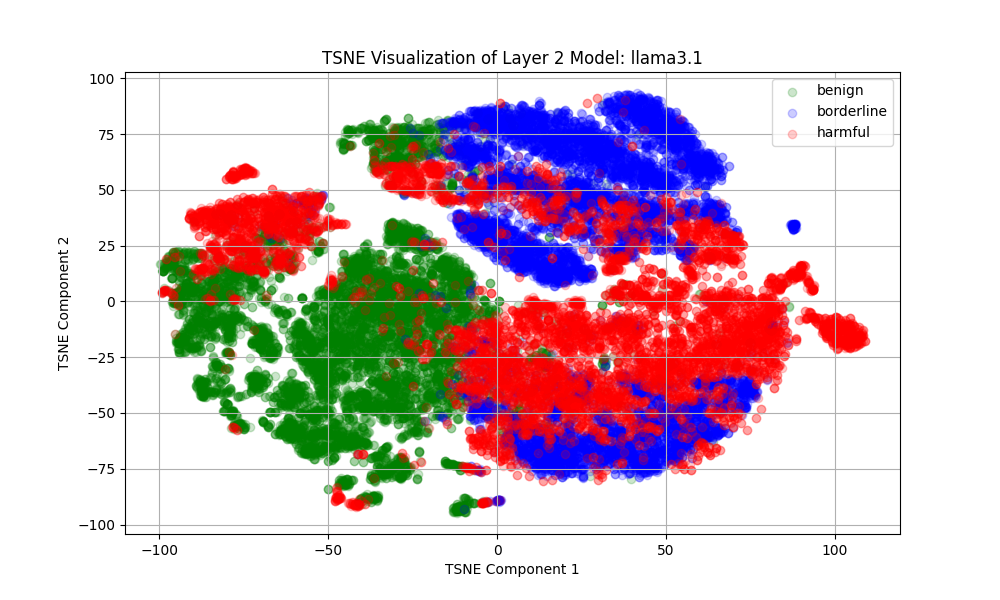 TSNE Visualization of Layer 2 Model: llama3.1
benign
borderline
harmful
TSNE Component 2
100
75
50
25
0
−25
−50
−75
−100
−100
−50
0
50
100
TSNE Component 1